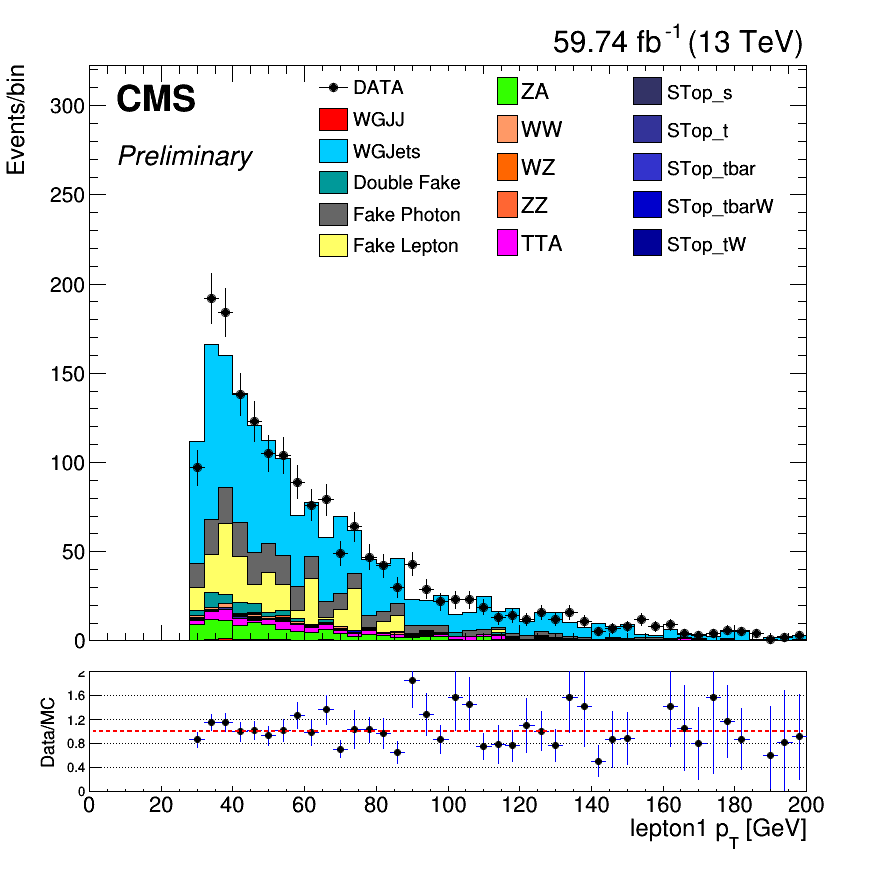 59.74 fb-1 (13 TeV)
Events/bin
CMS
Preliminary
DATA
WGJJ
WGJets
Double Fake
Fake Photon
Fake Lepton
ZA
WW
WZ
ZZ
TTA
STop_s
STop_t
STop_tbar
STop_tbarW
STop_tW
300
250
200
150
100
50
0
Data/MC
2
1.6
1.2
0.8
0.4
0
0 20 40 60 80 100 120 140 160 180 200
lepton1 pT [GeV]